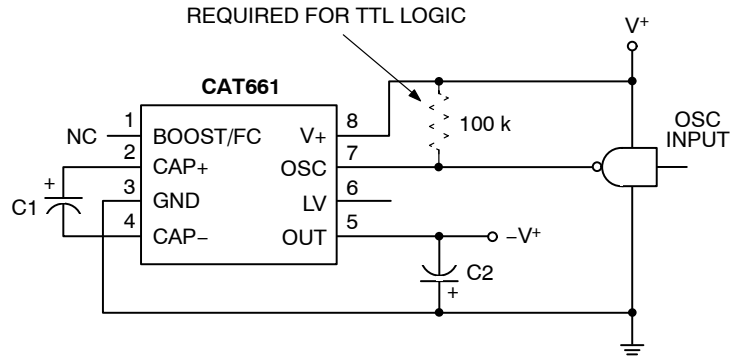 REQUIRED FOR TTL LOGIC
V+
CAT661
OSC
INPUT
NC
1
BOOST/FC
V+
8
100 k
2
CAP+
OSC
7
+
C1
3
GND
LV
6
4
CAP−
OUT
5
−V+
C2
+